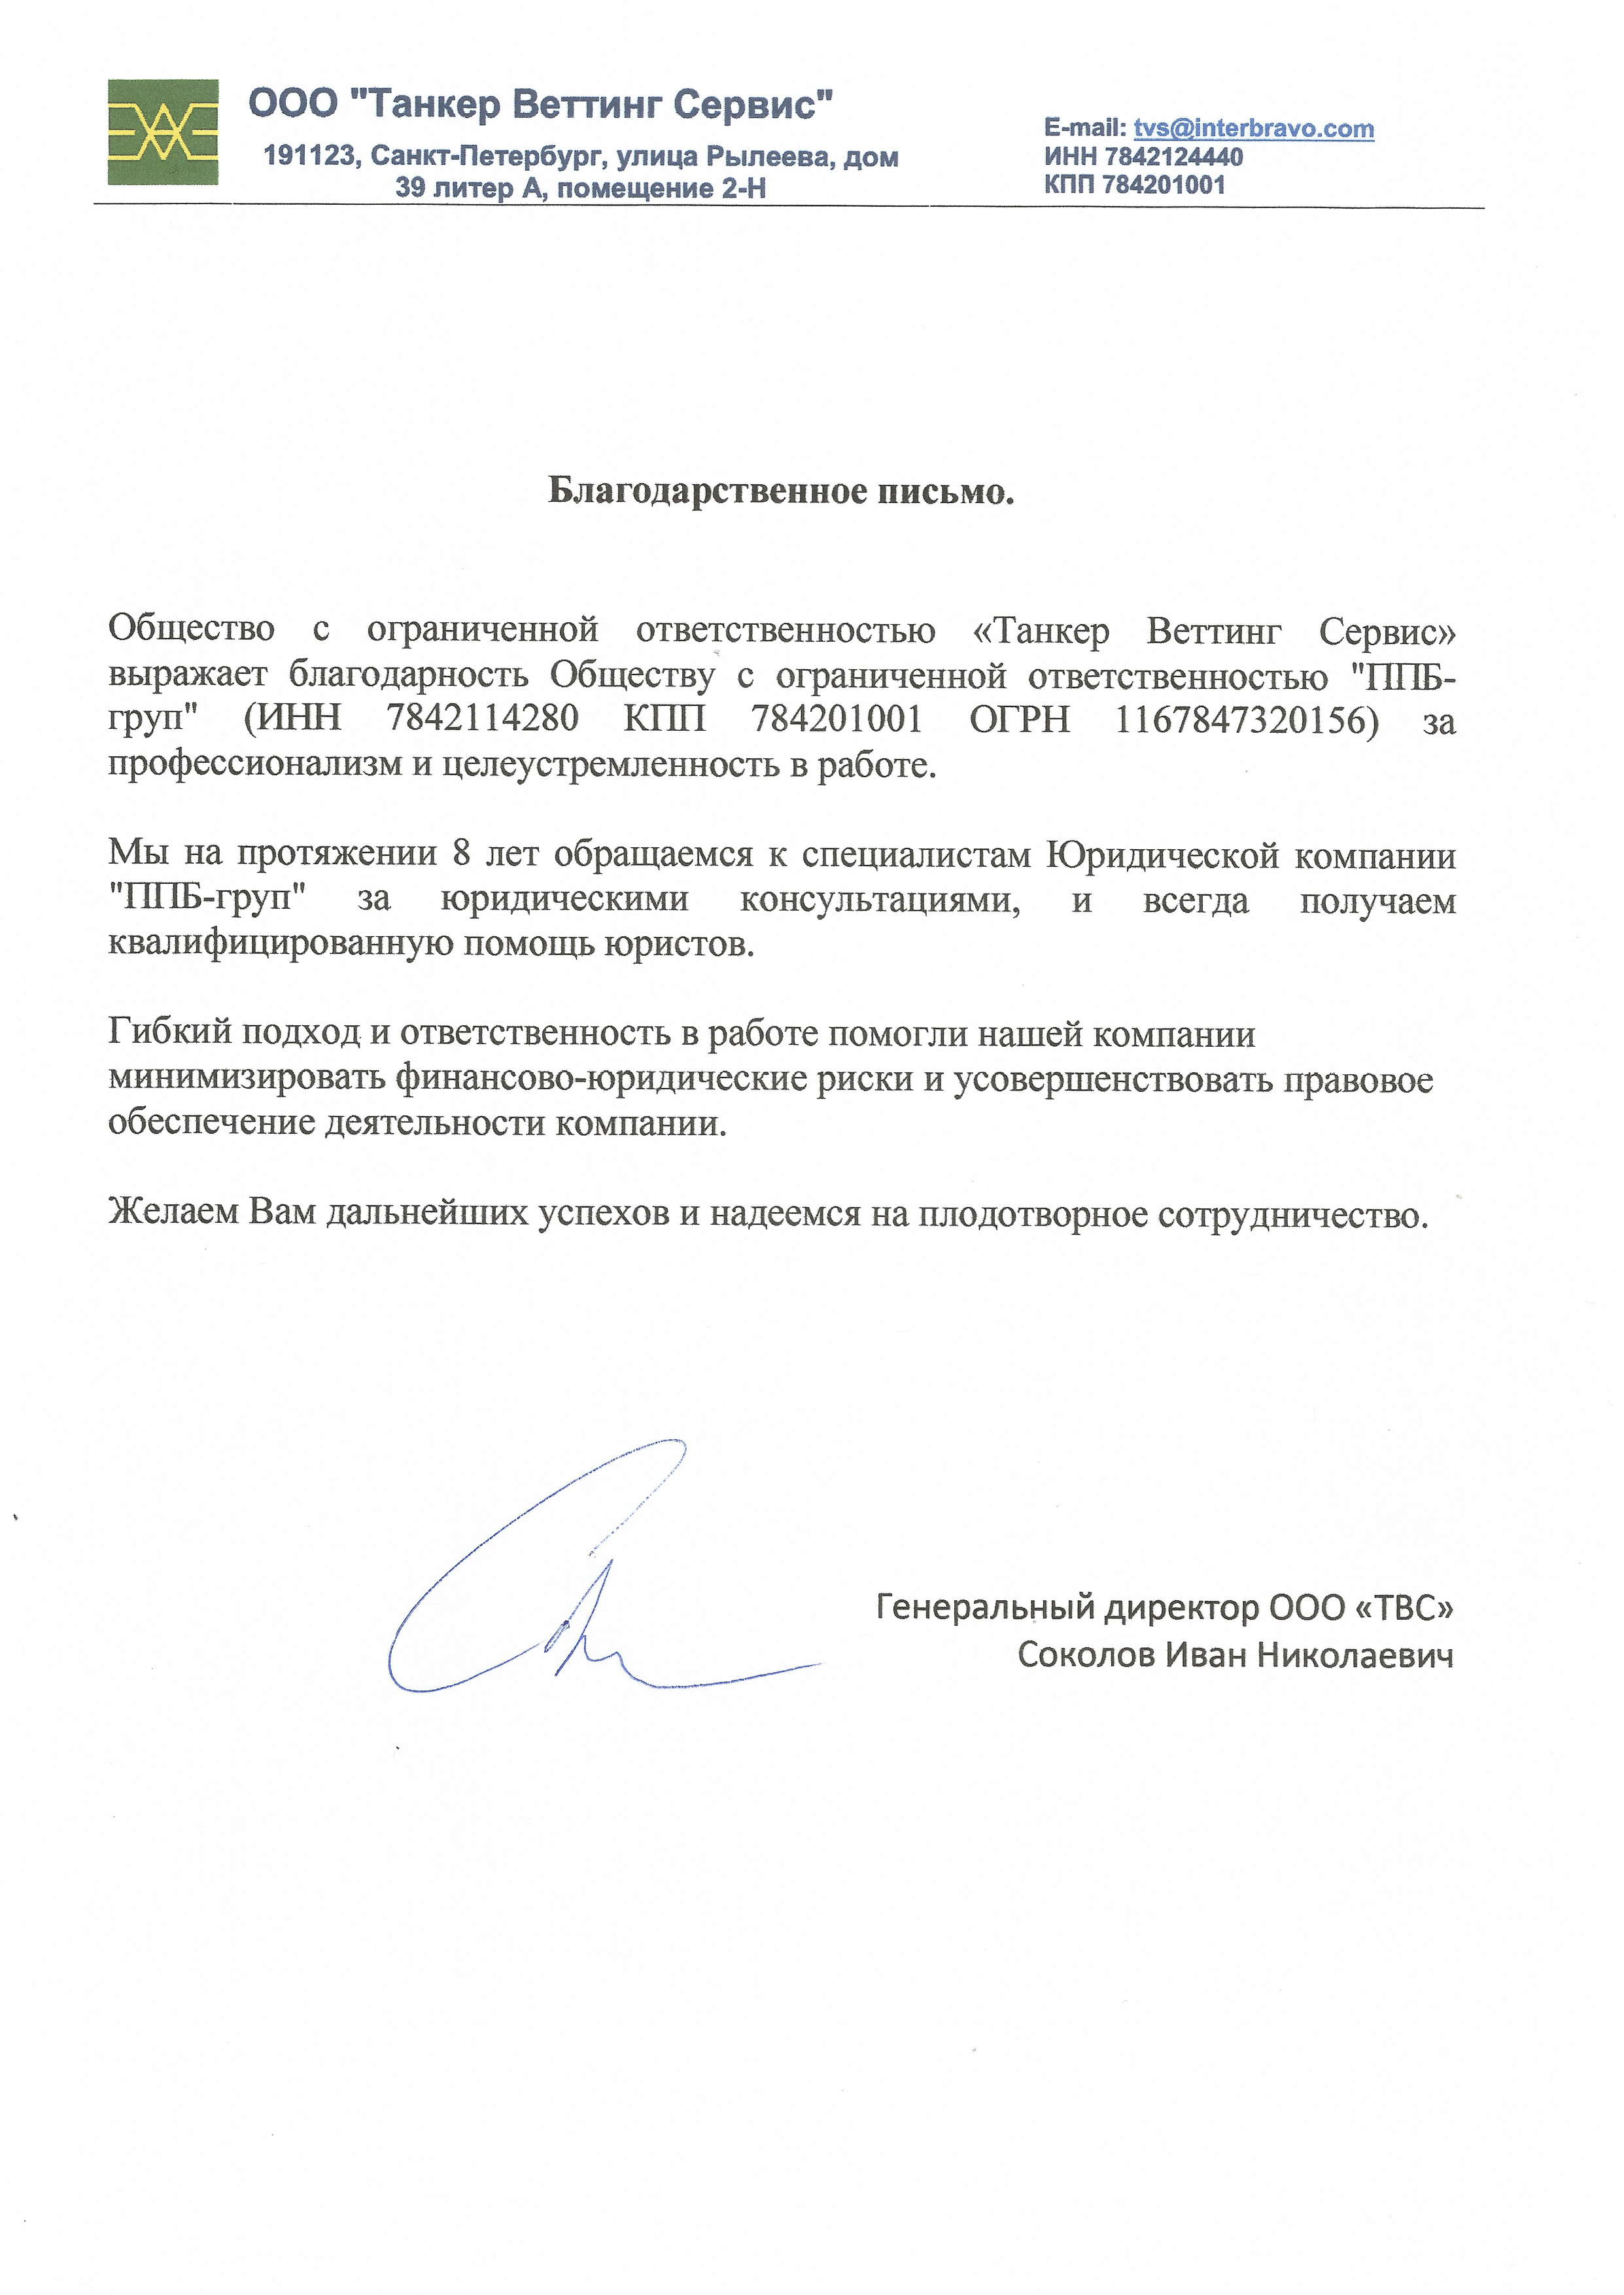 ООО "Танкер Веттинг Сервис"
191123, Санкт-Петербург, улица Рылеева, дом
39 литер А, помещение 2-Н
E-mail: tvs@interbravo.com
ИНН 7842124440
КПП 784201001
Благодарственное письмо.
Общество с ограниченной ответственностью «Танкер Веттинг Сервис»
выражает благодарность Обществу с ограниченной ответственностью "ППБ-
груп" (ИНН 7842114280 КПП 784201001 ОГРН 1167847320156) за
профессионализм и целеустремленность в работе.
Мы на протяжении 8 лет обращаемся к специалистам Юридической компании
"ППБ-груп" за юридическими консультациями, и всегда получаем
квалифицированную помощь юристов.
Гибкий подход и ответственность в работе помогли нашей компании
минимизировать финансово-юридические риски и усовершенствовать правовое
обеспечение деятельности компании.
Желаем Вам дальнейших успехов и надеемся на плодотворное сотрудничество.
Генеральный директор ООО «ТВС»
Соколов Иван Николаевич